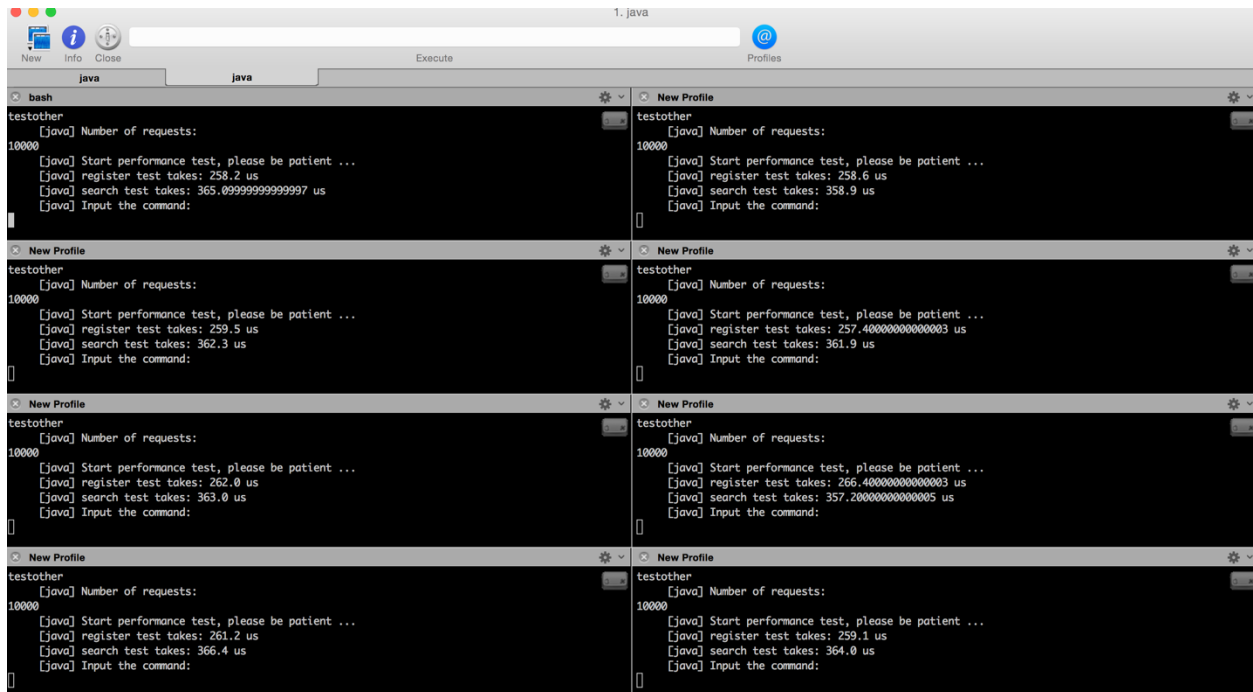 1. java
New Info Close
Execute
Profiles
java
java
bash
testother
[java] Number of requests:
10000
[java] Start performance test, please be patient ...
[java] register test takes: 258.2 us
[java] search test takes: 365.09999999999997 us
[java] Input the command:
New Profile
testother
[java] Number of requests:
10000
[java] Start performance test, please be patient ...
[java] register test takes: 258.6 us
[java] search test takes: 358.9 us
[java] Input the command:
New Profile
testother
[java] Number of requests:
10000
[java] Start performance test, please be patient ...
[java] register test takes: 259.5 us
[java] search test takes: 362.3 us
[java] Input the command:
New Profile
testother
[java] Number of requests:
10000
[java] Start performance test, please be patient ...
[java] register test takes: 257.40000000000003 us
[java] search test takes: 361.9 us
[java] Input the command:
New Profile
testother
[java] Number of requests:
10000
[java] Start performance test, please be patient ...
[java] register test takes: 262.0 us
[java] search test takes: 363.0 us
[java] Input the command:
New Profile
testother
[java] Number of requests:
10000
[java] Start performance test, please be patient ...
[java] register test takes: 266.40000000000003 us
[java] search test takes: 357.20000000000005 us
[java] Input the command:
New Profile
testother
[java] Number of requests:
10000
[java] Start performance test, please be patient ...
[java] register test takes: 261.2 us
[java] search test takes: 366.4 us
[java] Input the command:
New Profile
testother
[java] Number of requests:
10000
[java] Start performance test, please be patient ...
[java] register test takes: 259.1 us
[java] search test takes: 364.0 us
[java] Input the command: